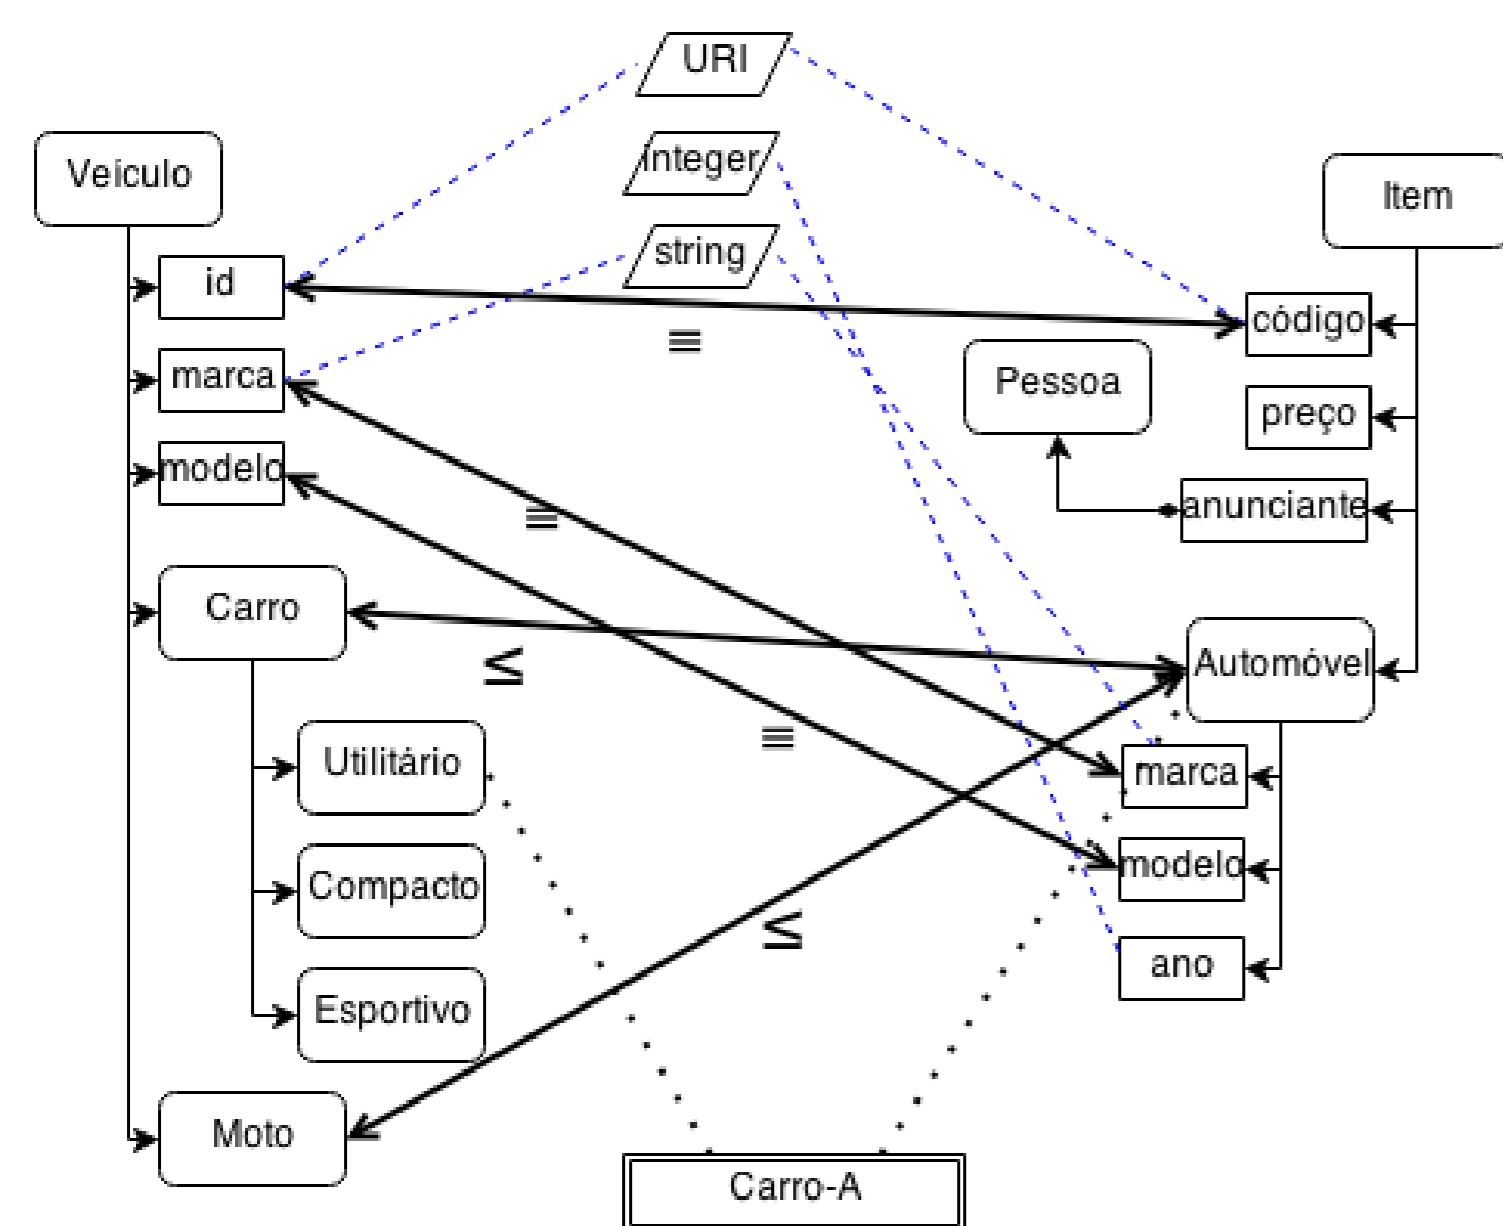 URI
integer
string
Veículo
id
marca
modelo
Carro
Utilitário
Compacto
Esportivo
Moto
≡
≡
≤
≡
≤
Item
código
preço
Pessoa
anunciante
Automóvel
marca
modelo
ano
Carro-A